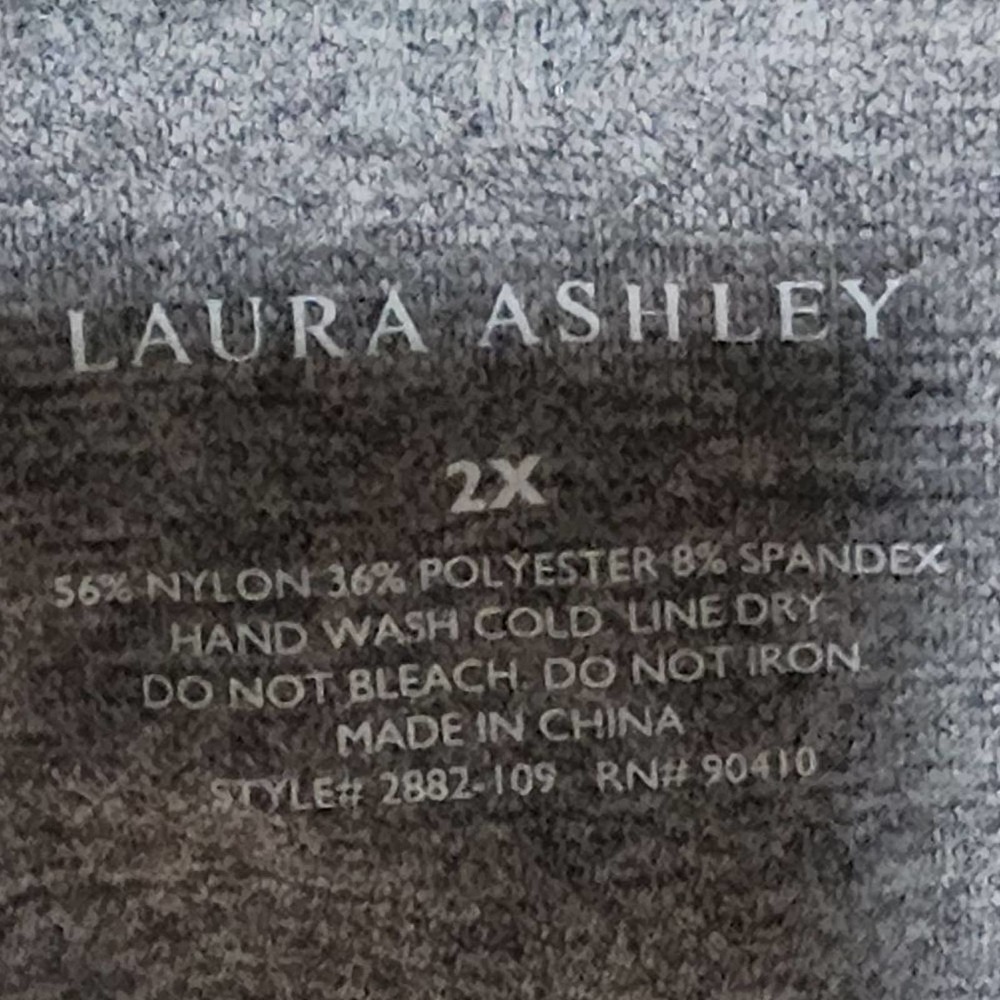 LAURA ASHLEY
2X
56% NYLON 36% POLYESTER 8% SPANDEX
HAND WASH COLD. LINE DRY.
DO NOT BLEACH. DO NOT IRON.
MADE IN CHINA
STYLE# 2882-109 RN# 90410